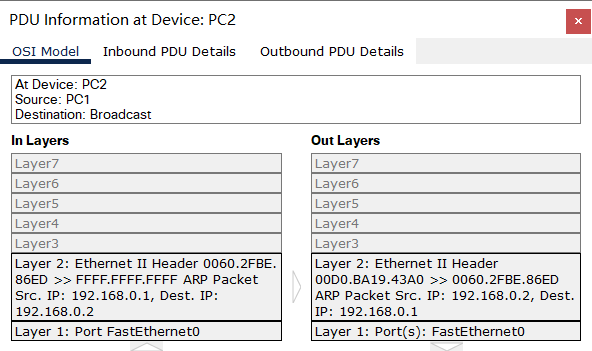 PDU Information at Device: PC2
OSI Model Inbound PDU Details Outbound PDU Details
At Device: PC2
Source: PC1
Destination: Broadcast
In Layers
Layer7
Layer6
Layer5
Layer4
Layer3
Layer 2: Ethernet II Header 0060.2FBE.
86ED >> FFFF.FFFF.FFFF ARP Packet
Src. IP: 192.168.0.1, Dest. IP:
192.168.0.2
Layer 1: Port FastEthernet0
Out Layers
Layer7
Layer6
Layer5
Layer4
Layer3
Layer 2: Ethernet II Header
00D0.BA19.43A0 >> 0060.2FBE.86ED
ARP Packet Src. IP: 192.168.0.2, Dest.
IP: 192.168.0.1
Layer 1: Port(s): FastEthernet0